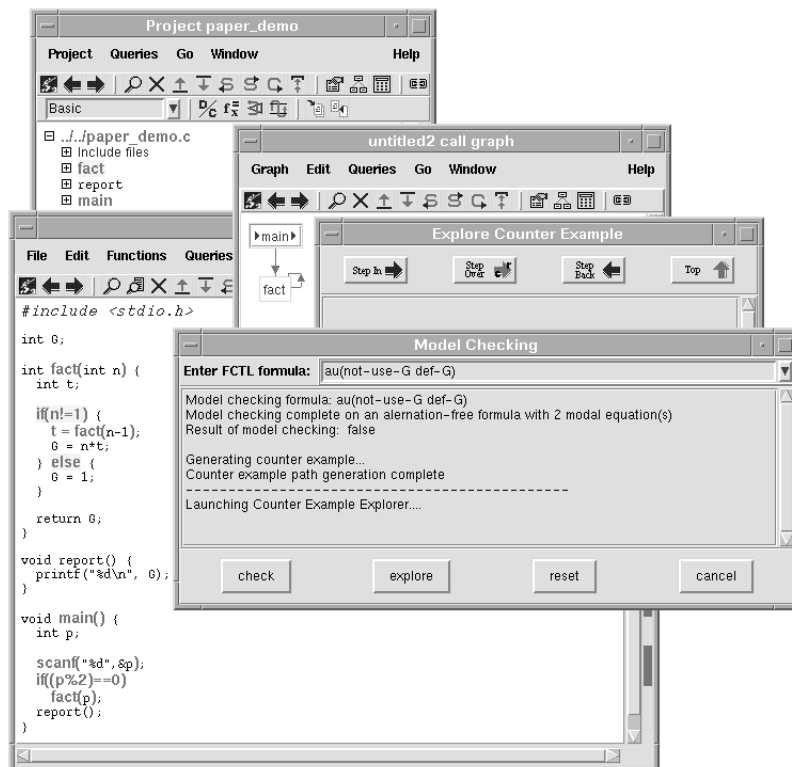 Project paper_demo
Project Queries Go Window Help
Basic
../../paper_demo.c
Include files
fact
report
main
untitled2 call graph
Graph Edit Queries Go Window Help
main
fact
Explore Counter Example
Step In
Step Over
Step Back
Top
File Edit Functions Queries
#include <stdio.h>
int G;
int fact(int n) {
int t;
if(n!=1) {
t = fact(n-1);
G = n*t;
} else {
G = 1;
}
return G;
}
void report() {
printf("%d\n", G);
}
void main() {
int p;
scanf("%d",&p);
if((p%2)==0)
fact(p);
report();
}
Model Checking
Enter FCTL formula: au(not-use-G def-G)
Model checking formula: au(not-use-G def-G)
Model checking complete on an alernation-free formula with 2 modal equation(s)
Result of model checking: false
Generating counter example...
Counter example path generation complete
------------------------------------------------
Launching Counter Example Explorer....
check explore reset cancel